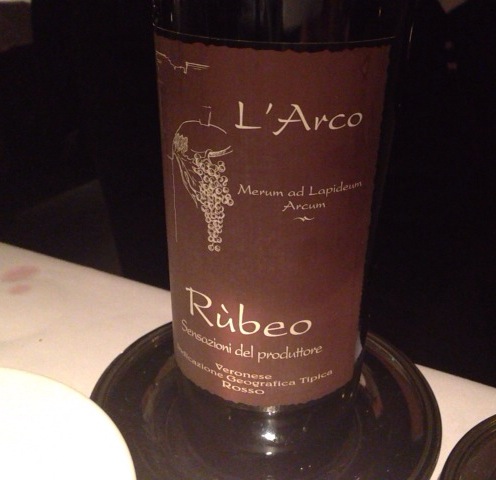 L'Arco
Merum ad Lapideum
Arcum
Rùbeo
Sensazioni del produttore
Veronese
Indicazione Geografica Tipica
Rosso